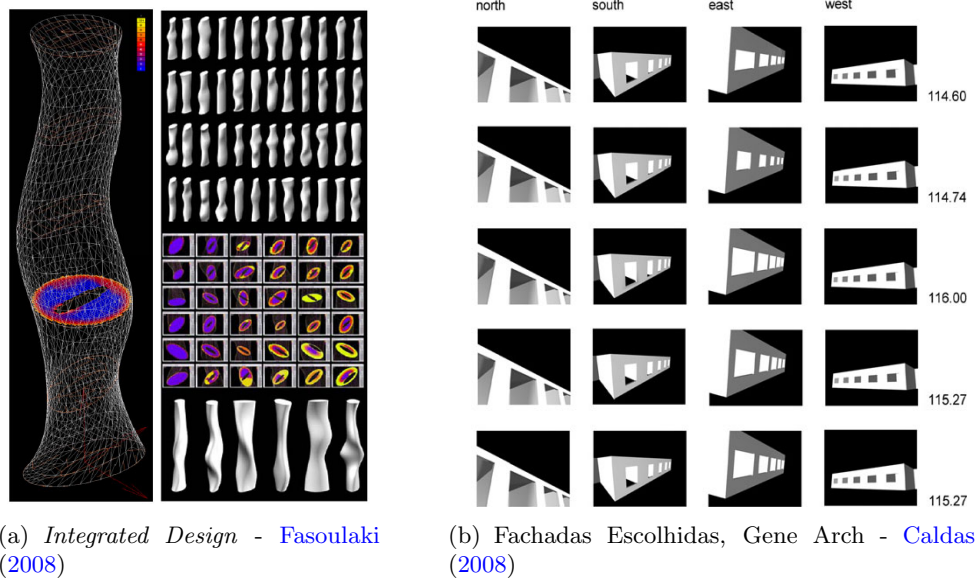 north south east west
114.60
114.74
116.00
115.27
115.27
(a) Integrated Design - Fasoulaki
(2008)
(b) Fachadas Escolhidas, Gene Arch - Caldas
(2008)